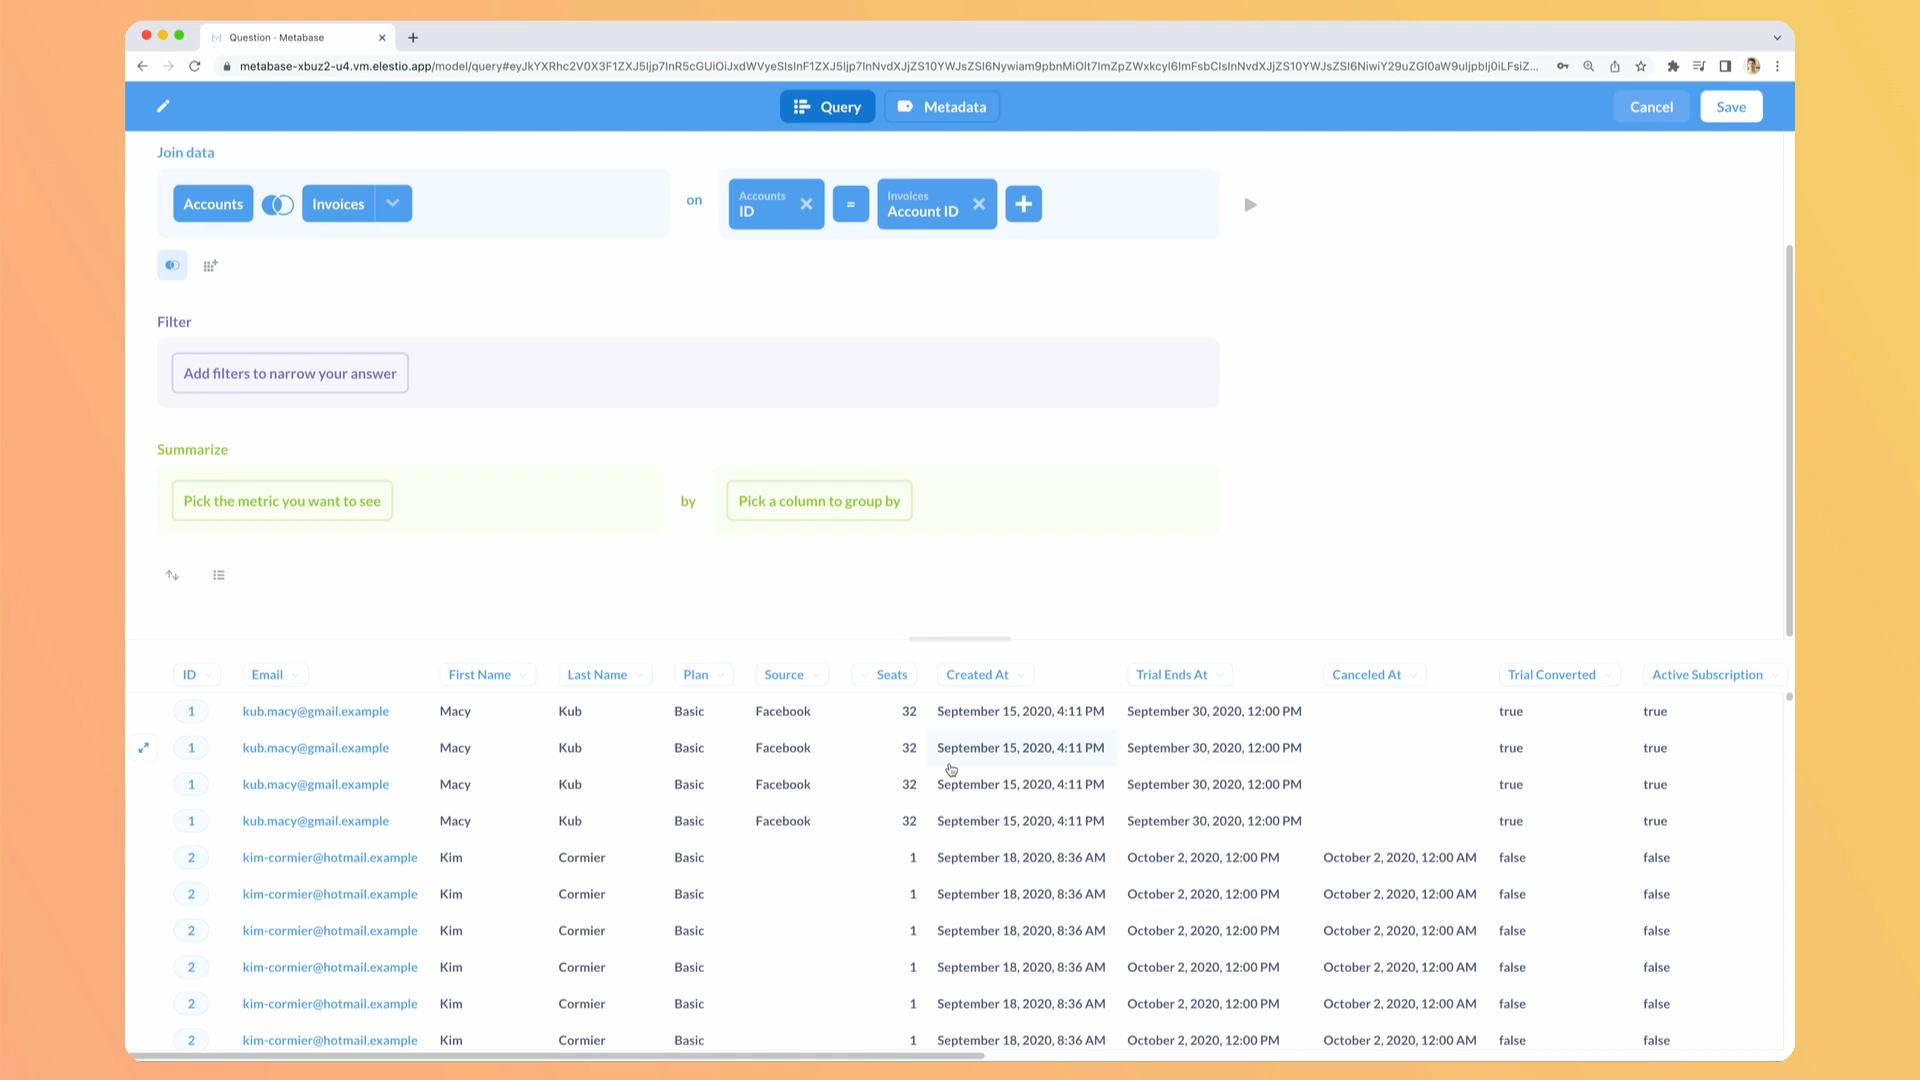 Question - Metabase
metabase-xbuz2-u4.vm.elestio.app/model/query#
Query Metadata Cancel Save
Join data
Accounts Invoices on Accounts ID = Invoices Account ID +
Filter
Add filters to narrow your answer
Summarize
Pick the metric you want to see by Pick a column to group by
ID Email First Name Last Name Plan Source Seats Created At Trial Ends At Canceled At Trial Converted Active Subscription
1 kub.macy@gmail.example Macy Kub Basic Facebook 32 September 15, 2020, 4:11 PM September 30, 2020, 12:00 PM true true
1 kub.macy@gmail.example Macy Kub Basic Facebook 32 September 15, 2020, 4:11 PM September 30, 2020, 12:00 PM true true
1 kub.macy@gmail.example Macy Kub Basic Facebook 32 September 15, 2020, 4:11 PM September 30, 2020, 12:00 PM true true
1 kub.macy@gmail.example Macy Kub Basic Facebook 32 September 15, 2020, 4:11 PM September 30, 2020, 12:00 PM true true
2 kim-cormier@hotmail.example Kim Cormier Basic 1 September 18, 2020, 8:36 AM October 2, 2020, 12:00 PM October 2, 2020, 12:00 AM false false
2 kim-cormier@hotmail.example Kim Cormier Basic 1 September 18, 2020, 8:36 AM October 2, 2020, 12:00 PM October 2, 2020, 12:00 AM false false
2 kim-cormier@hotmail.example Kim Cormier Basic 1 September 18, 2020, 8:36 AM October 2, 2020, 12:00 PM October 2, 2020, 12:00 AM false false
2 kim-cormier@hotmail.example Kim Cormier Basic 1 September 18, 2020, 8:36 AM October 2, 2020, 12:00 PM October 2, 2020, 12:00 AM false false
2 kim-cormier@hotmail.example Kim Cormier Basic 1 September 18, 2020, 8:36 AM October 2, 2020, 12:00 PM October 2, 2020, 12:00 AM false false
2 kim-cormier@hotmail.example Kim Cormier Basic 1 September 18, 2020, 8:36 AM October 2, 2020, 12:00 PM October 2, 2020, 12:00 AM false false